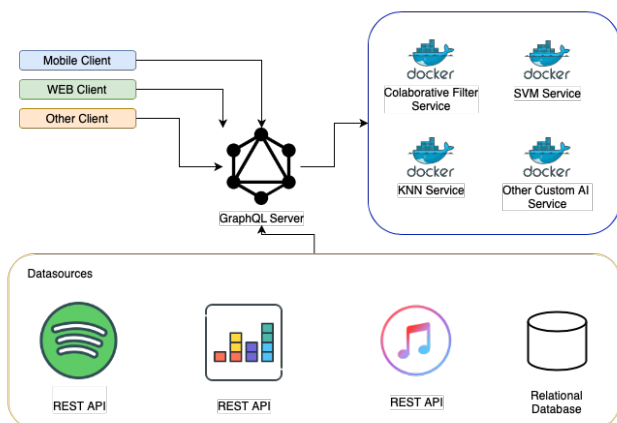 Mobile Client
WEB Client
Other Client
GraphQL Server
docker
Colaborative Filter
Service
docker
SVM Service
docker
KNN Service
docker
Other Custom AI
Service
Datasources
REST API
REST API
REST API
Relational
Database